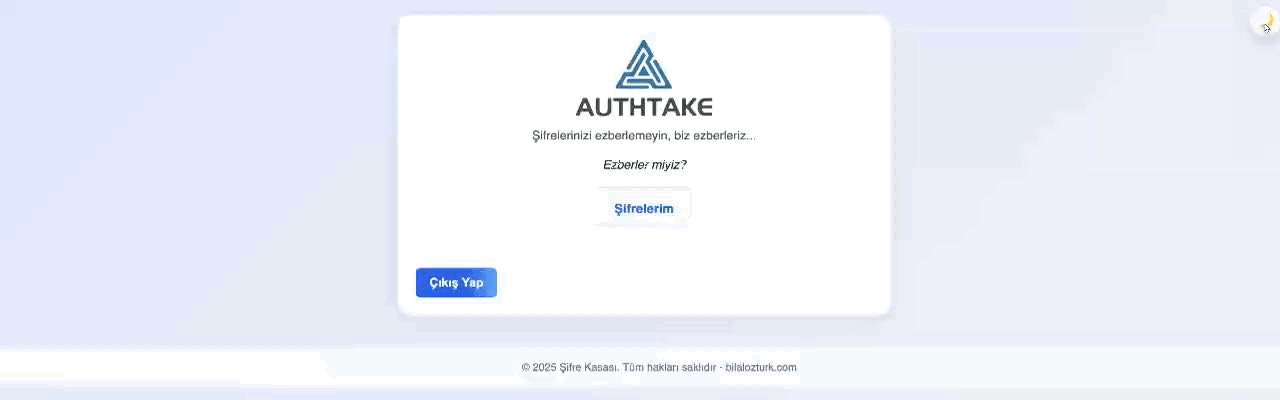 AUTHTAKE
Şifrelerinizi ezberlemeyin, biz ezberleriz...
Ezberler miyiz?
Şifrelerim
Çıkış Yap
© 2025 Şifre Kasası. Tüm hakları saklıdır - bilalozturk.com